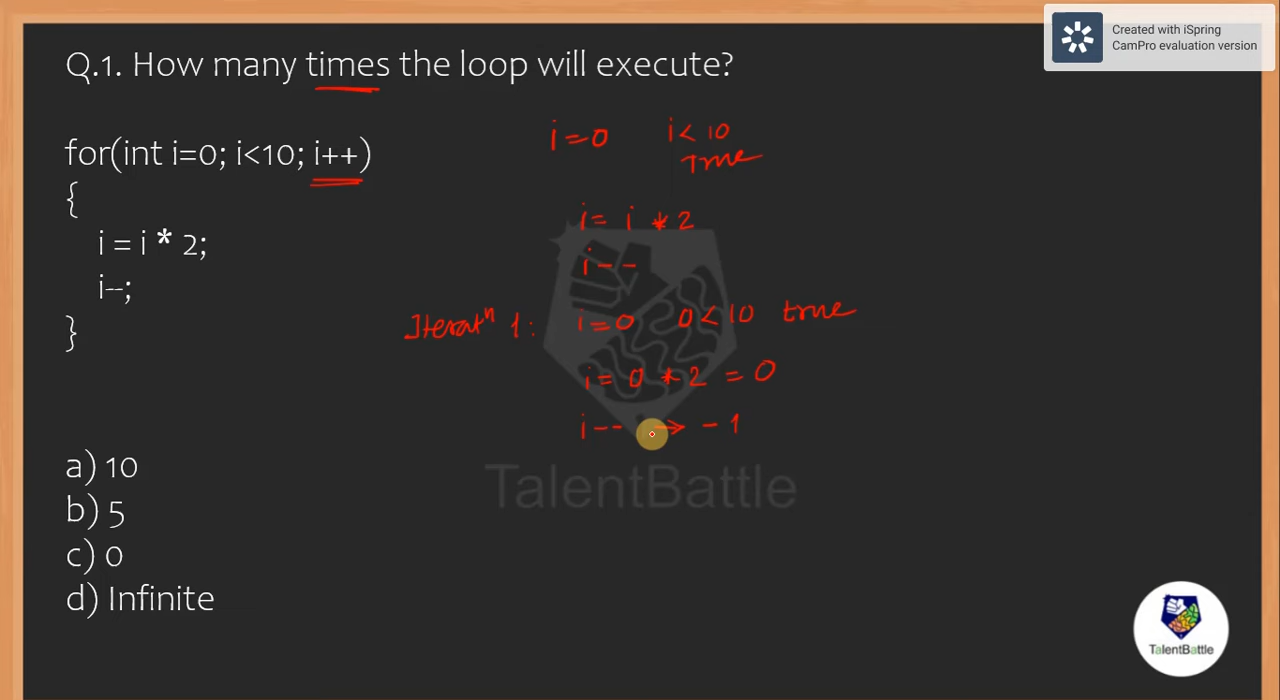 Created with iSpring
CamPro evaluation version
Q.1. How many times the loop will execute?
for(int i=0; i<10; i++)
{
i = i * 2;
i--;
}
i=0 i<10
True
i= i * 2
i--
Iteratⁿ 1: i=0 0<10 true
i= 0 * 2 = 0
i-- → -1
TalentBattle
a) 10
b) 5
c) 0
d) Infinite
TalentBattle